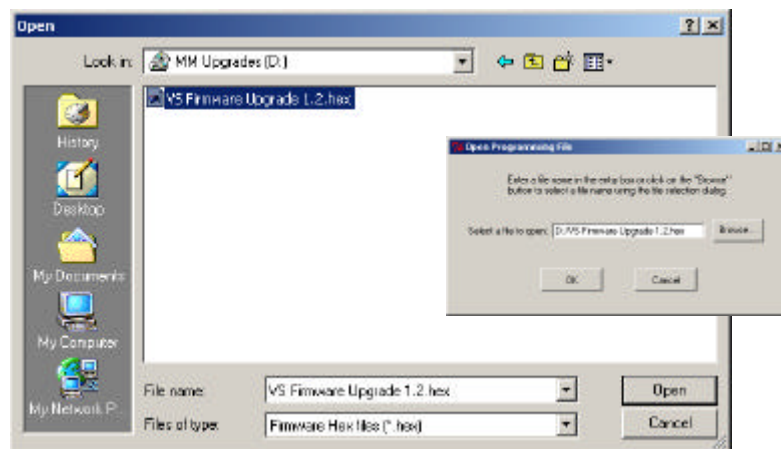 Open
Look in:
MM Upgrades (D:)
VS Firmware Upgrade 1.2.hex
History
Desktop
My Documents
My Computer
My Network P...
File name:
VS Firmware Upgrade 1.2.hex
Open
Files of type:
Firmware Hex files (*.hex)
Cancel
Open Programming File
Enter a file name in the entry box or click on the "Browse"
button to select a file name using the file selection dialog.
Select a file to open:
D:/VS Firmware Upgrade 1.2.hex
Browse...
OK
Cancel